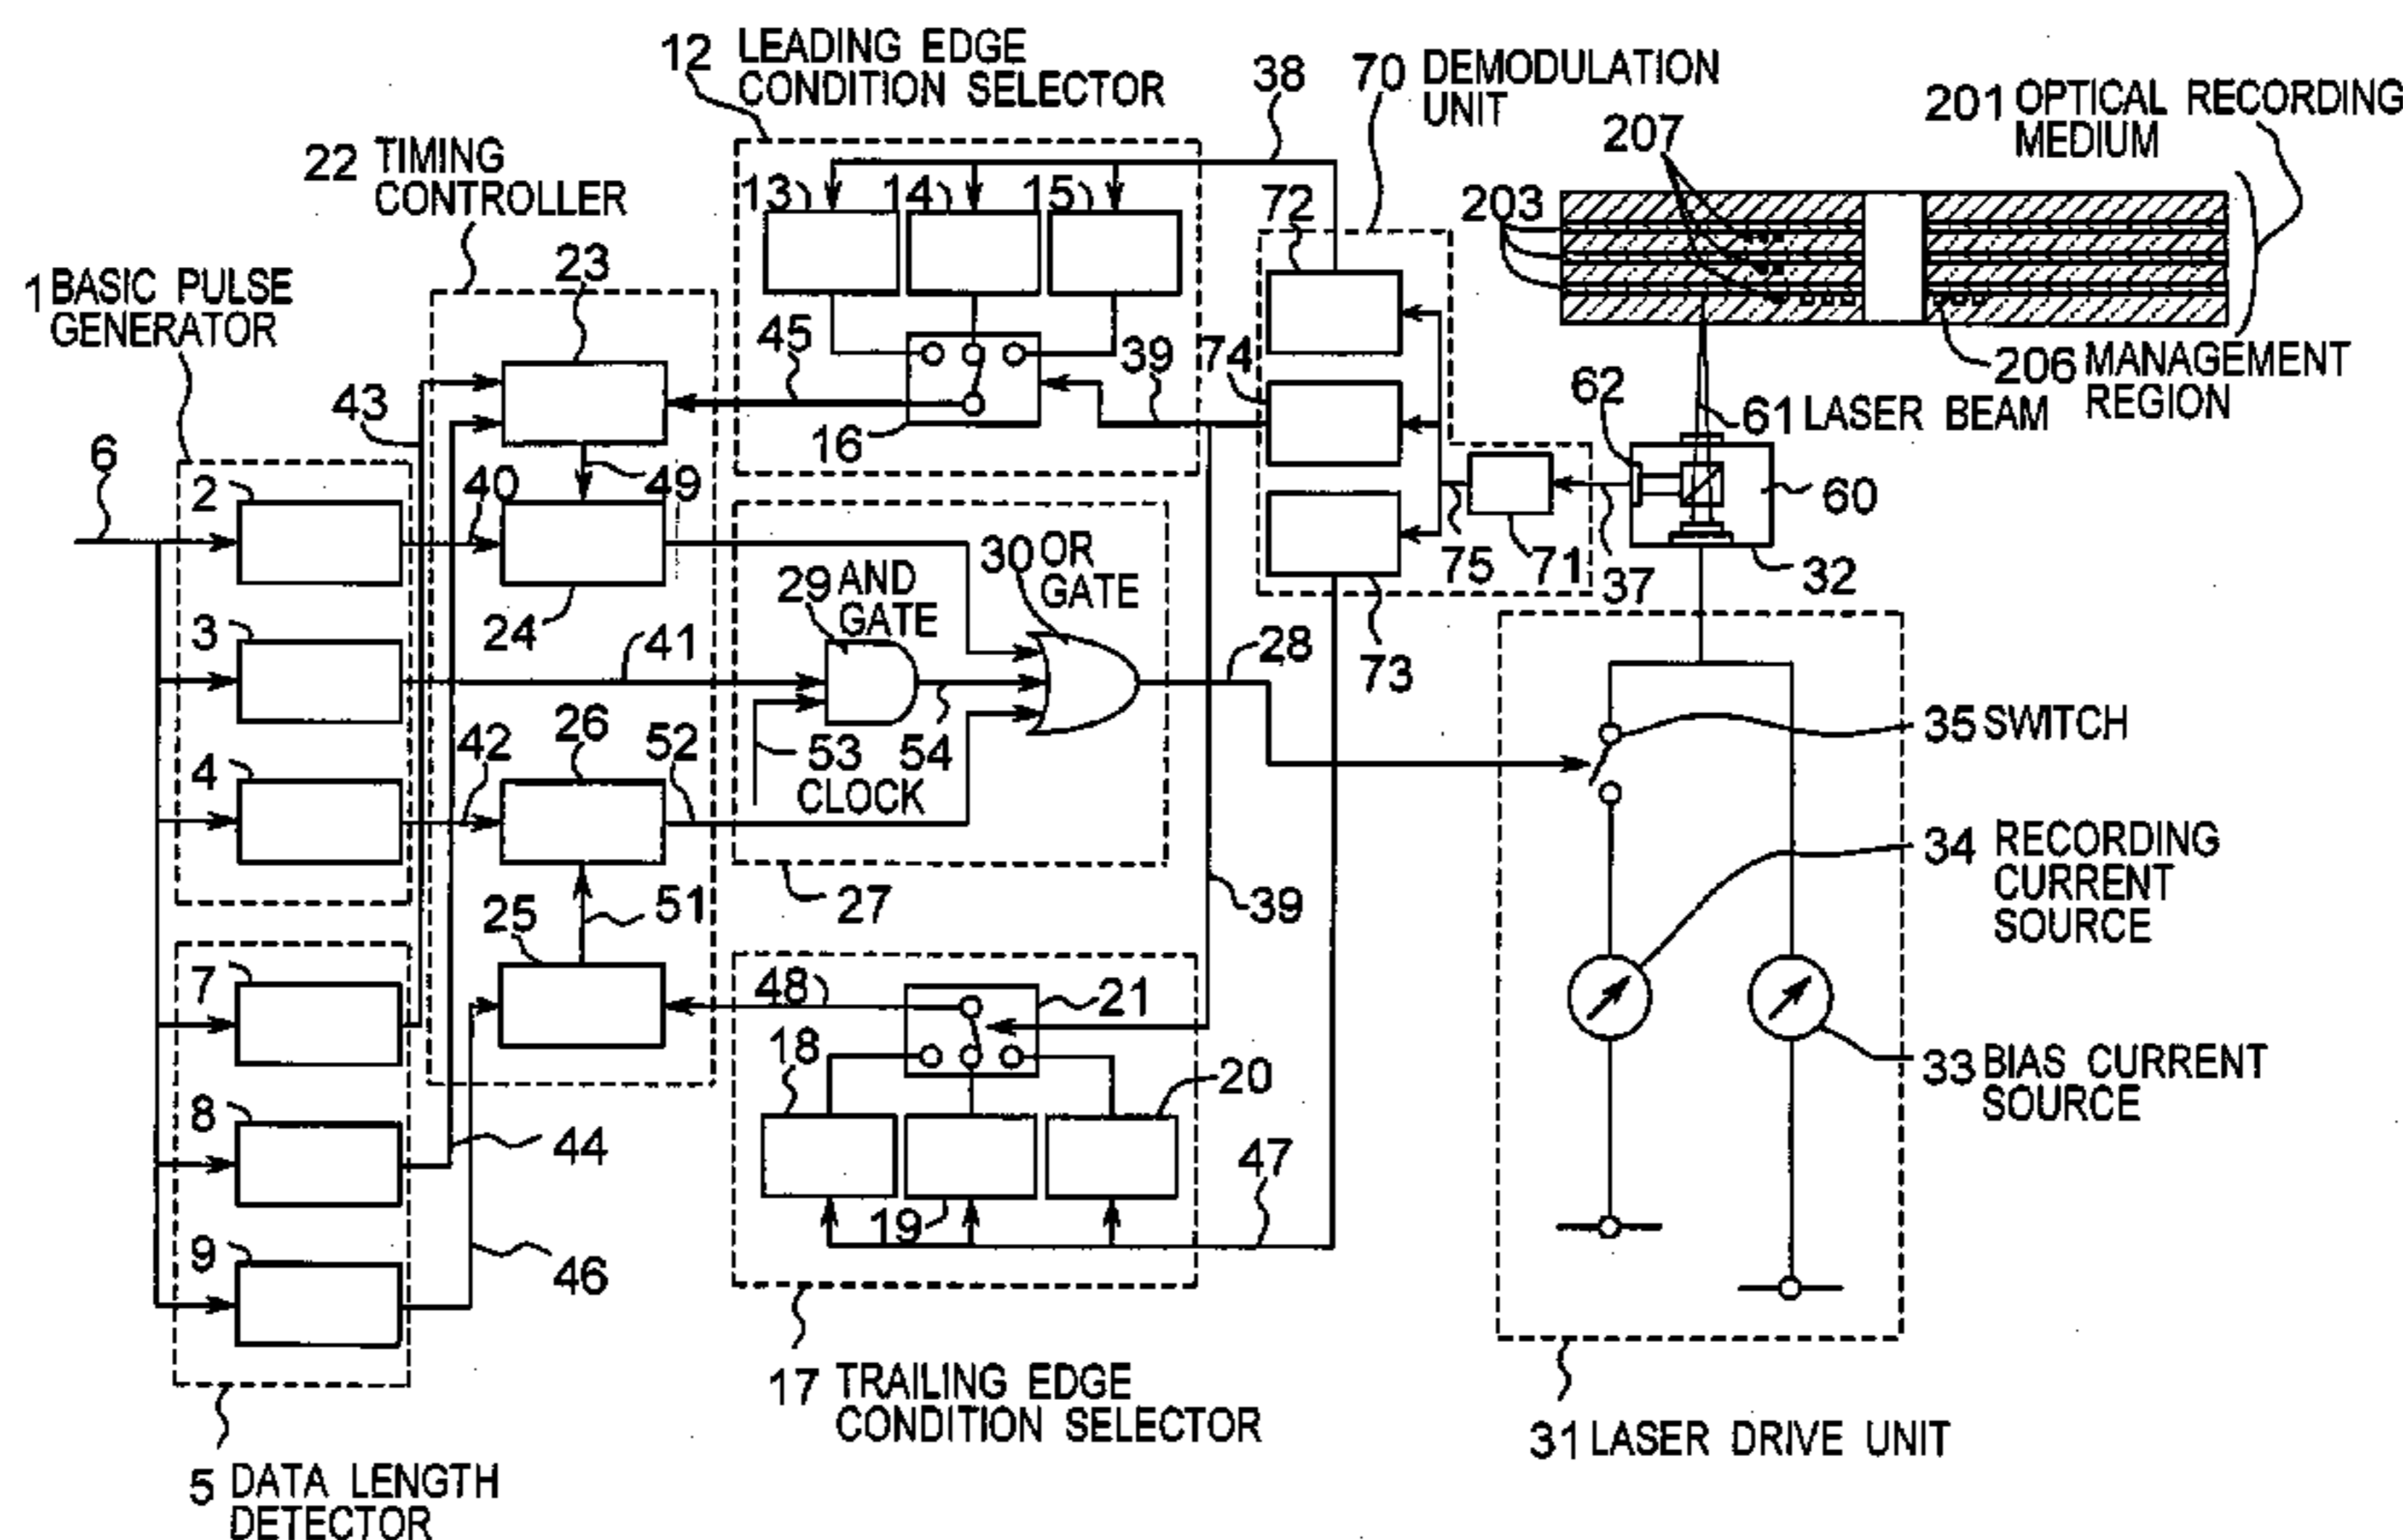 12 LEADING EDGE
CONDITION SELECTOR
38
70 DEMODULATION
UNIT
201 OPTICAL RECORDING
MEDIUM
207
22 TIMING
CONTROLLER
13
14
15
72
203
1 BASIC PULSE
GENERATOR
23
45
39
74
206 MANAGEMENT
REGION
43
62
61 LASER BEAM
6
16
2
40
49
60
30 OR
GATE
29 AND
GATE
75
71
37
32
24
3
41
28
73
35 SWITCH
4
42
26
52
53
54
CLOCK
34 RECORDING
CURRENT
SOURCE
25
51
27
39
7
48
21
18
20
33 BIAS CURRENT
SOURCE
8
44
47
19
9
46
17 TRAILING EDGE
CONDITION SELECTOR
31 LASER DRIVE UNIT
5 DATA LENGTH
DETECTOR